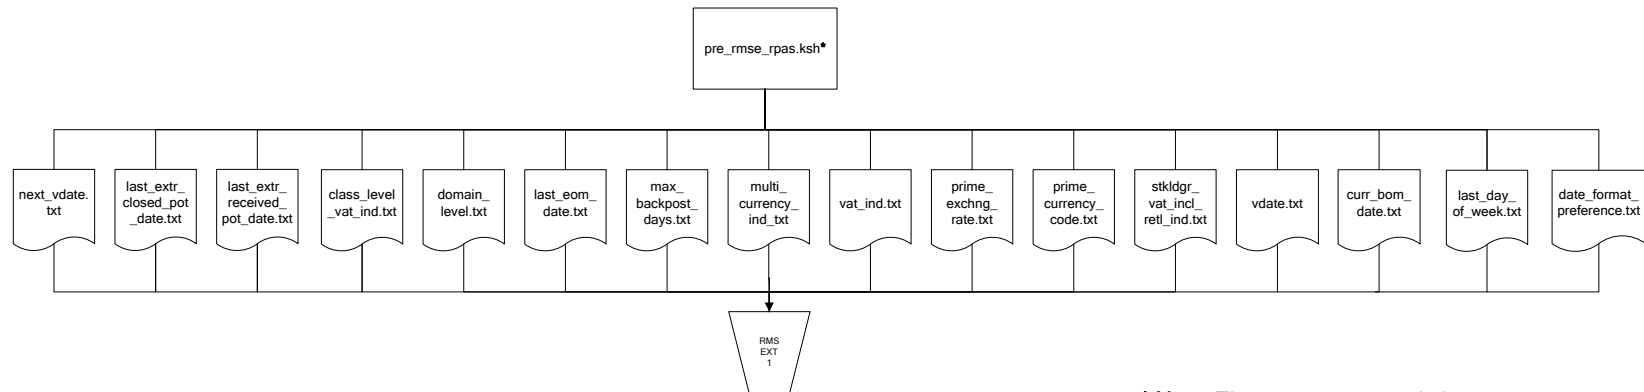 pre_rmse_rpas.ksh*
next_vdate.
txt
last_extr_
closed_pot
_date.txt
last_extr_
received_
pot_date.txt
class_level
_vat_ind.txt
domain_
level.txt
last_eom_
date.txt
max_
backpost_
days.txt
multi_
currency_
ind_txt
vat_ind.txt
prime_
exchng_
rate.txt
prime_
currency_
code.txt
stkldgr_
vat_incl_
retl_ind.txt
vdate.txt
curr_bom_
date.txt
last_day_
of_week.txt
date_format_
preference.txt
RMS
EXT
1